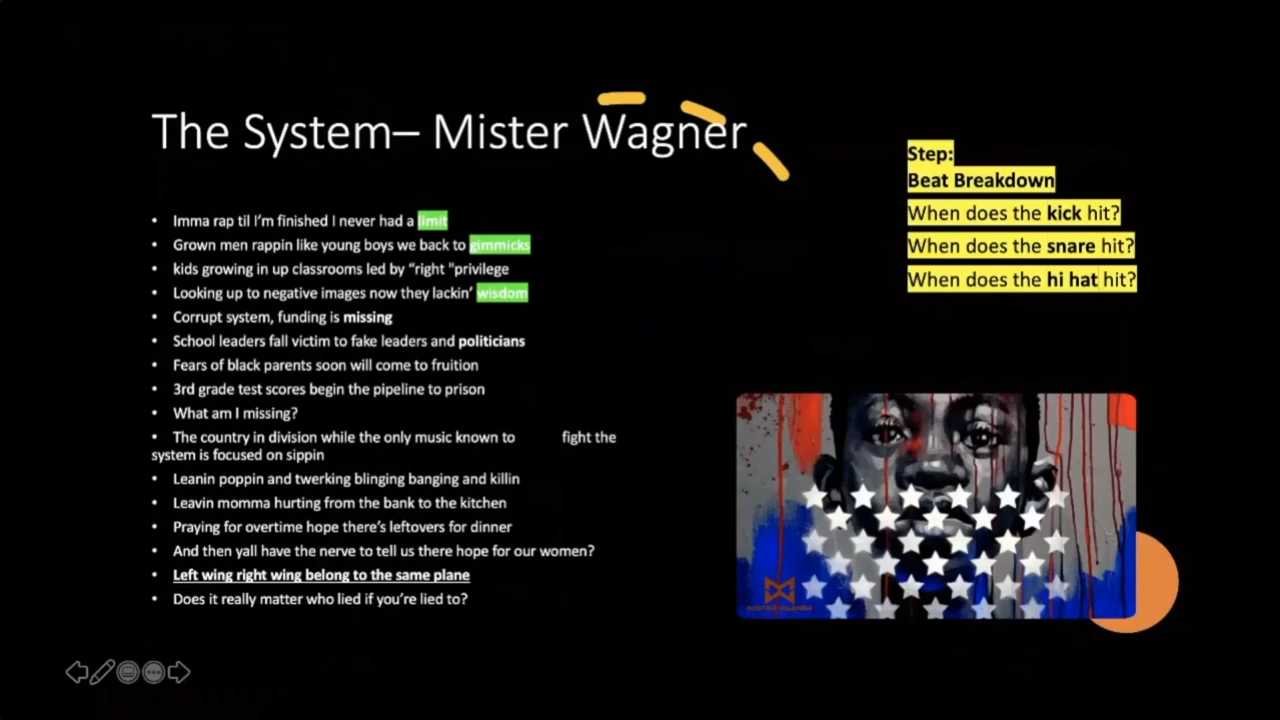 The System– Mister Wagner
Step:
Beat Breakdown
When does the kick hit?
When does the snare hit?
When does the hi hat hit?
• Imma rap til I'm finished I never had a limit
• Grown men rappin like young boys we back to gimmicks
• kids growing in up classrooms led by “right "privilege
• Looking up to negative images now they lackin’ wisdom
• Corrupt system, funding is missing
• School leaders fall victim to fake leaders and politicians
• Fears of black parents soon will come to fruition
• 3rd grade test scores begin the pipeline to prison
• What am I missing?
• The country in division while the only music known to fight the
system is focused on sippin
• Leanin poppin and twerking blinging banging and killin
• Leavin momma hurting from the bank to the kitchen
• Praying for overtime hope there’s leftovers for dinner
• And then yall have the nerve to tell us there hope for our women?
• Left wing right wing belong to the same plane
• Does it really matter who lied if you’re lied to?
MISTER WAGNER